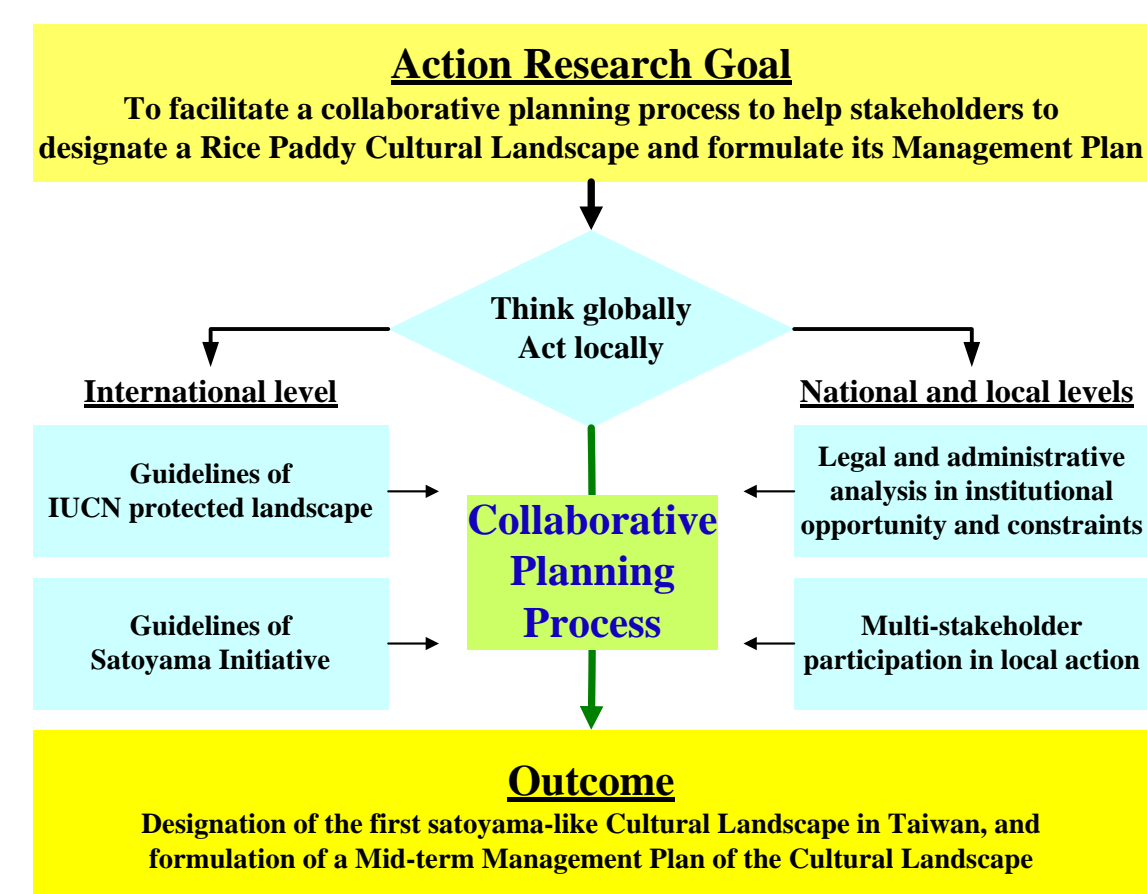 Action Research Goal
To facilitate a collaborative planning process to help stakeholders to
designate a Rice Paddy Cultural Landscape and formulate its Management Plan
Think globally
Act locally
International level
Guidelines of
IUCN protected landscape
Guidelines of
Satoyama Initiative
Collaborative
Planning
Process
National and local levels
Legal and administrative
analysis in institutional
opportunity and constraints
Multi-stakeholder
participation in local action
Outcome
Designation of the first satoyama-like Cultural Landscape in Taiwan, and
formulation of a Mid-term Management Plan of the Cultural Landscape